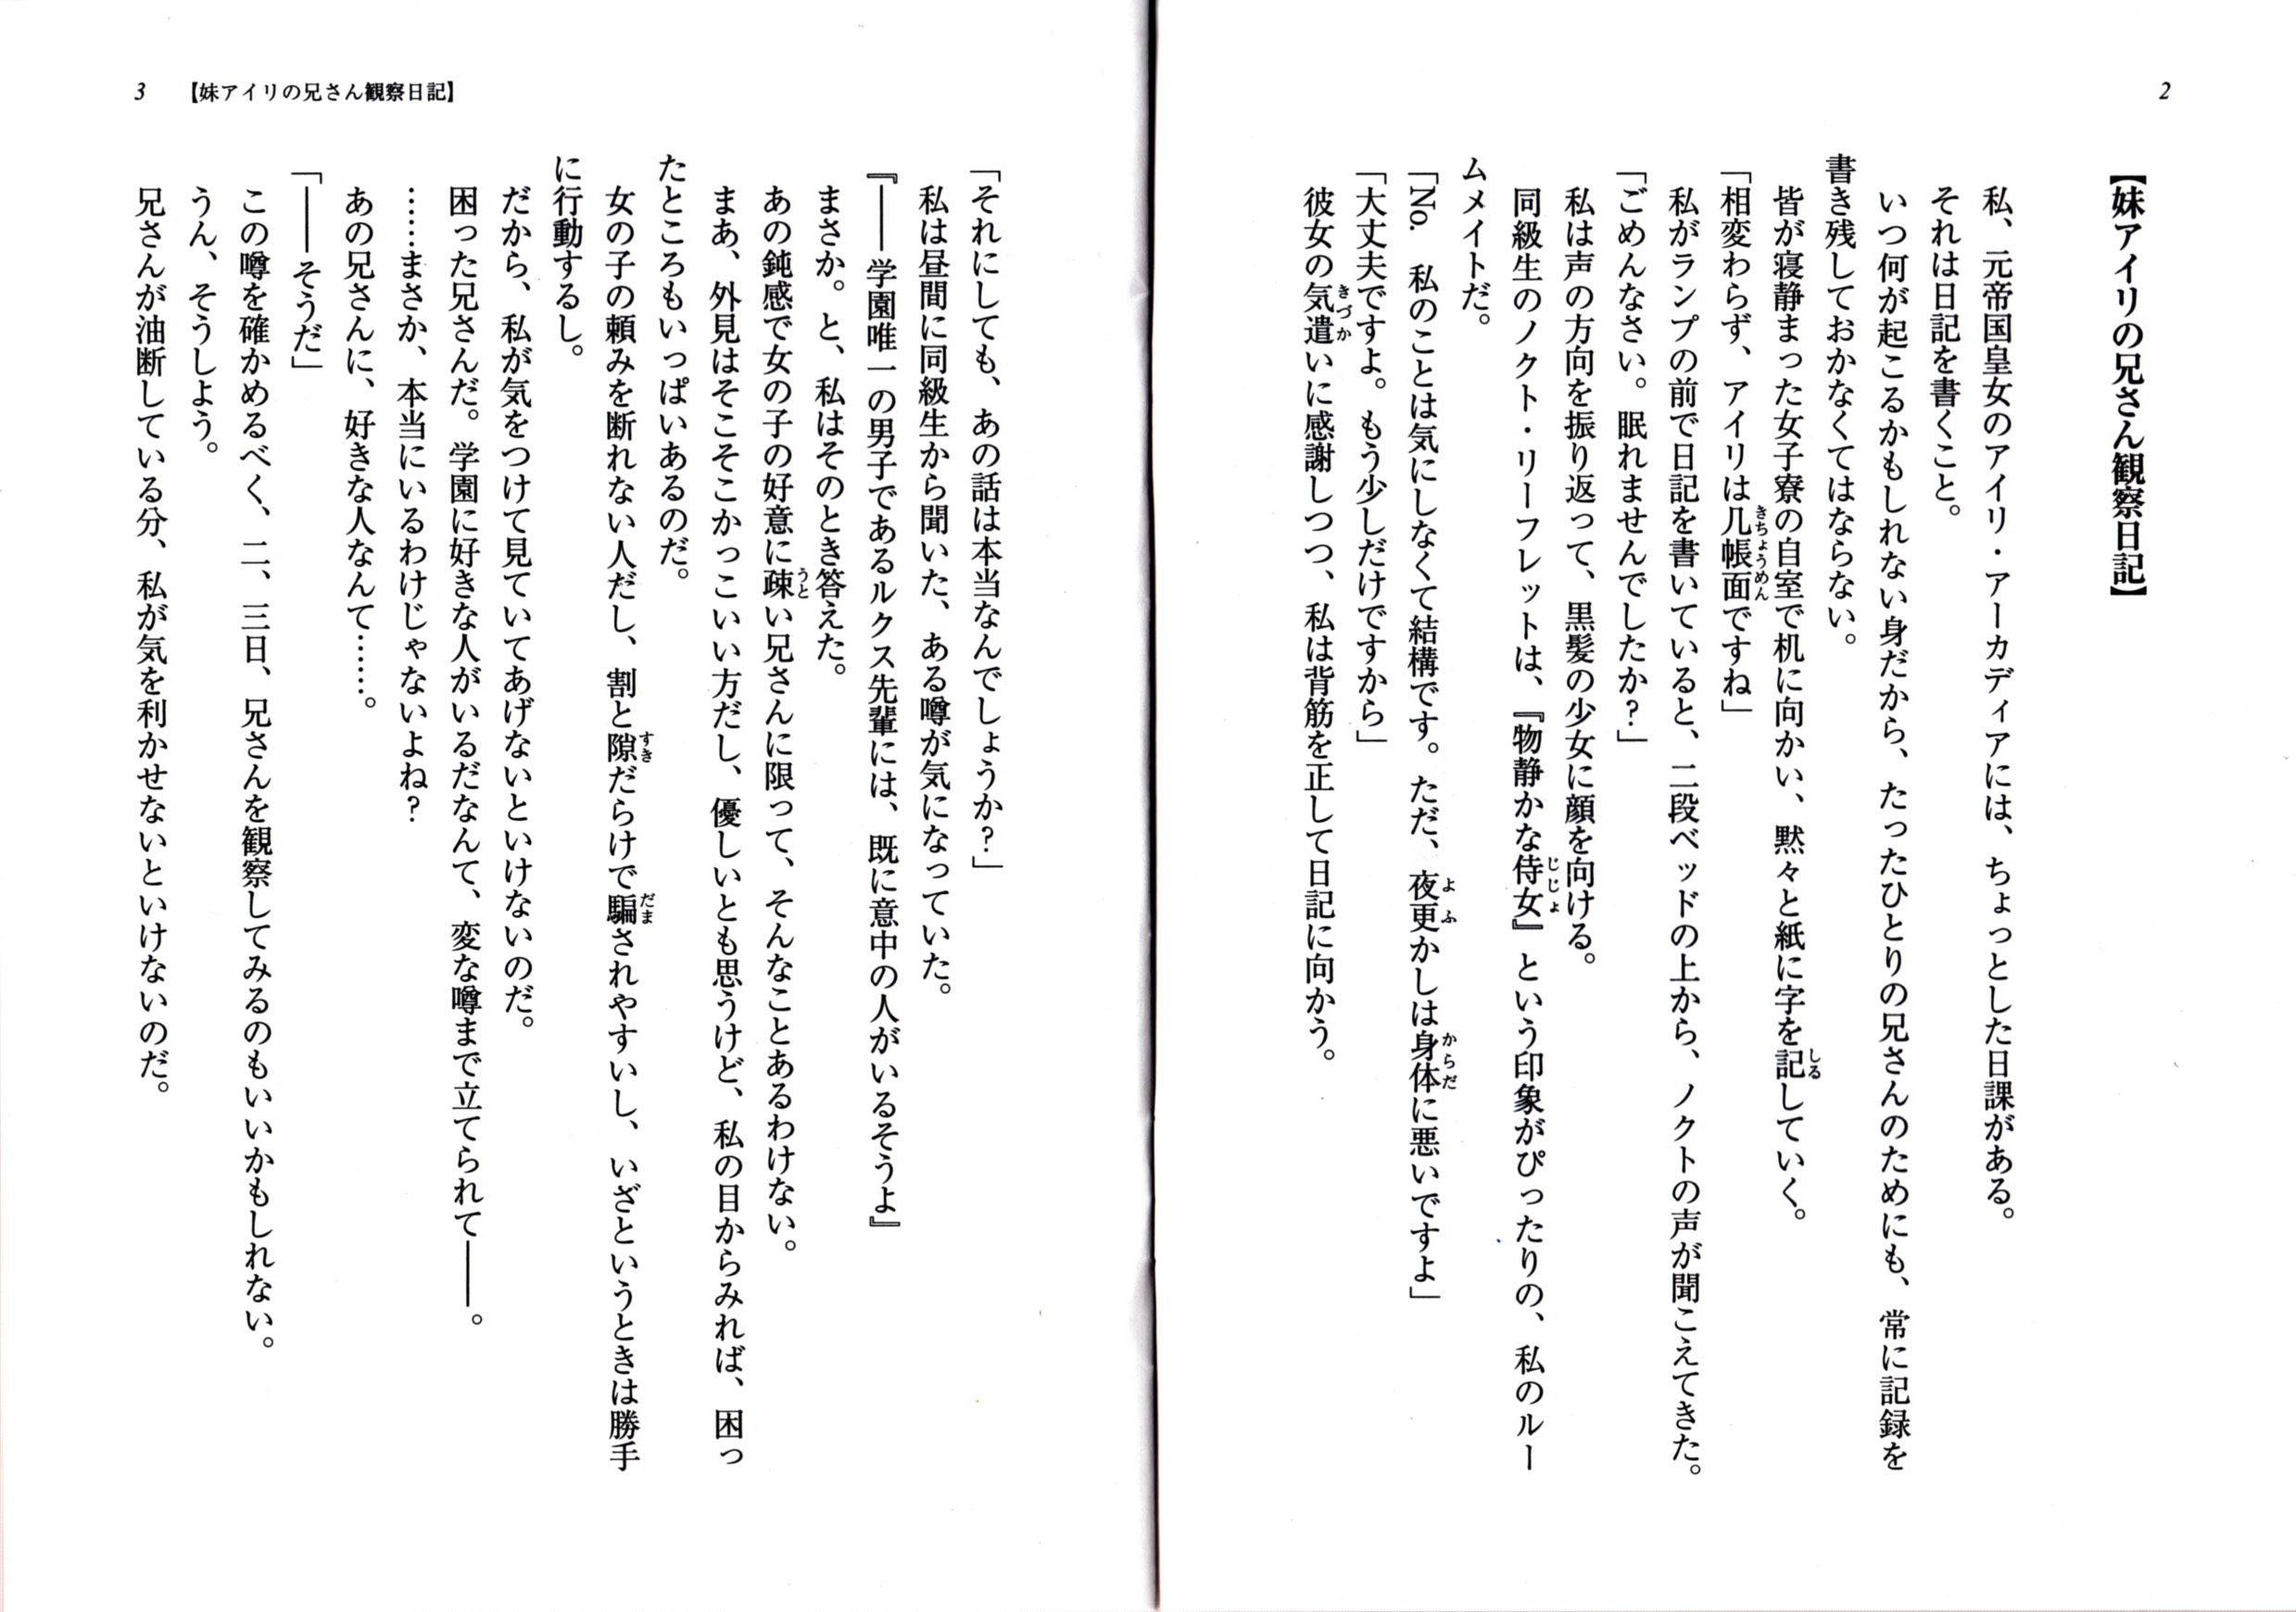 2
【妹アイリの兄さん観察日記】
私、元帝国皇女のアイリ・アーカディアには、ちょっとした日課がある。
それは日記を書くこと。
いつ何が起こるかもしれない身だから、たったひとりの兄さんのためにも、常に記録を
書き残しておかなくてはならない。
皆が寝静まった女子寮の自室で机に向かい、黙々と紙に字を記していく。
「相変わらず、アイリは几帳面ですね」
私がランプの前で日記を書いていると、二段ベッドの上から、ノクトの声が聞こえてきた。
「ごめんなさい。眠れませんでしたか？」
私は声の方向を振り返って、黒髪の少女に顔を向ける。
同級生のノクト・リーフレットは、『物静かな侍女』という印象がぴったりの、私のルー
ムメイトだ。
「No. 私のことは気にしなくて結構です。ただ、夜更かしは身体に悪いですよ」
「大丈夫ですよ。もう少しだけですから」
彼女の気遣いに感謝しつつ、私は背筋を正して日記に向かう。
3 【妹アイリの兄さん観察日記】
「それにしても、あの話は本当なんでしょうか？」
私は昼間に同級生から聞いた、ある噂が気になっていた。
『――学園唯一の男子であるルクス先輩には、既に意中の人がいるそうよ』
まさか。と、私はそのとき答えた。
あの鈍感で女の子の好意に疎い兄さんに限って、そんなことあるわけない。
まあ、外見はそこそこかっこいい方だし、優しいとも思うけど、私の目からみれば、困っ
たところもいっぱいあるのだ。
女の子の頼みを断れない人だし、割と隙だらけで騙されやすいし、いざというときは勝手
に行動するし。
だから、私が気をつけて見ていてあげないといけないのだ。
困った兄さんだ。学園に好きな人がいるだなんて、変な噂まで立てられて――。
……まさか、本当にいるわけじゃないよね？
あの兄さんに、好きな人なんて……。
「――そうだ」
この噂を確かめるべく、二、三日、兄さんを観察してみるのもいいかもしれない。
うん、そうしよう。
兄さんが油断している分、私が気を利かせないといけないのだ。